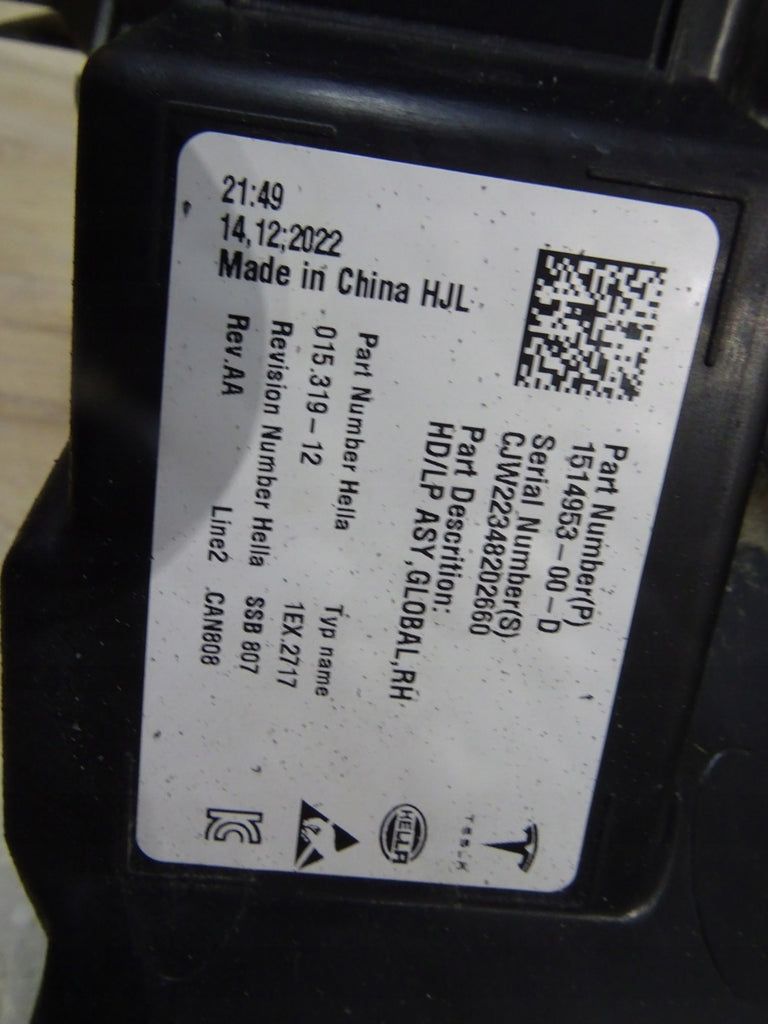 21:49
14,12;2022
Made in China HJL
Part Number(P)
1514953-00-D
Serial Number(S)
CJW22348202660
Part Descrition:
HD/LP ASY,GLOBAL,RH
Part Number Hella
015.319-12
Revision Number Hella
Rev.AA
Line2
Typ name
1EX.2717
SSB 807
.CAN808
TESLA
HELLA